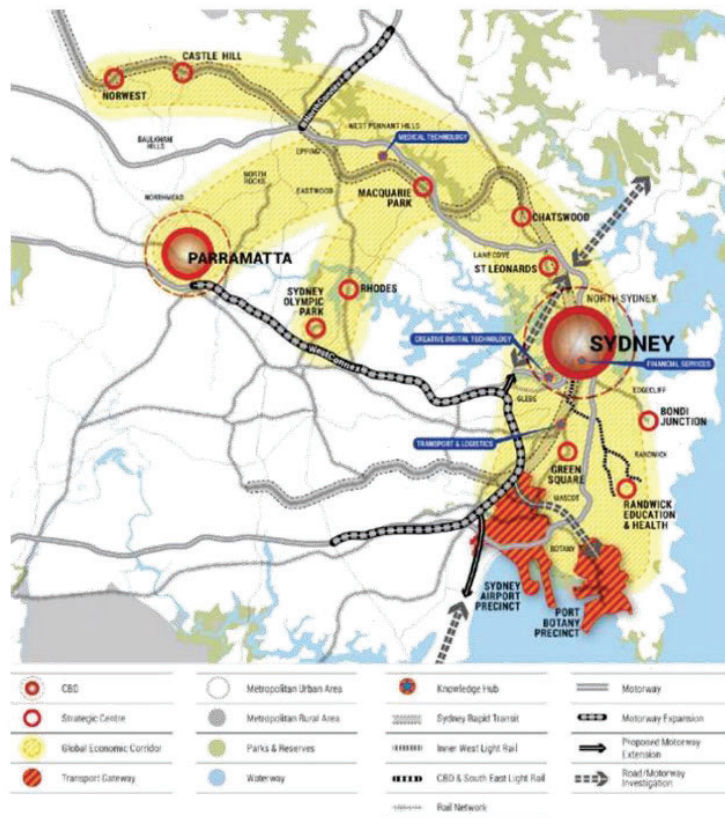 CASTLE HILL
NORWEST
NorthConnex
BAULKHAM
HILLS
WEST PENNANT HILLS
MEDICAL TECHNOLOGY
EPPING
NORTH
ROCKS
EASTWOOD
NORTHMEAD
MACQUARIE
PARK
CHATSWOOD
PARRAMATTA
LANE COVE
ST LEONARDS
RHODES
SYDNEY
OLYMPIC
PARK
NORTH SYDNEY
SYDNEY
WestConnex
CREATIVE DIGITAL TECHNOLOGY
FINANCIAL SERVICES
GLEBE
EDGECLIFF
BONDI
JUNCTION
TRANSPORT & LOGISTICS
RANDWICK
GREEN
SQUARE
MASCOT
RANDWICK
EDUCATION
& HEALTH
BOTANY
SYDNEY
AIRPORT
PRECINCT
PORT
BOTANY
PRECINCT
CBD
Metropolitan Urban Area
Knowledge Hub
Motorway
Strategic Centre
Metropolitan Rural Area
Sydney Rapid Transit
Motorway Expansion
Global Economic Corridor
Parks & Reserves
Inner West Light Rail
Proposed Motorway
Extension
Transport Gateway
Waterway
CBD & South East Light Rail
Road/Motorway
Investigation
Rail Network